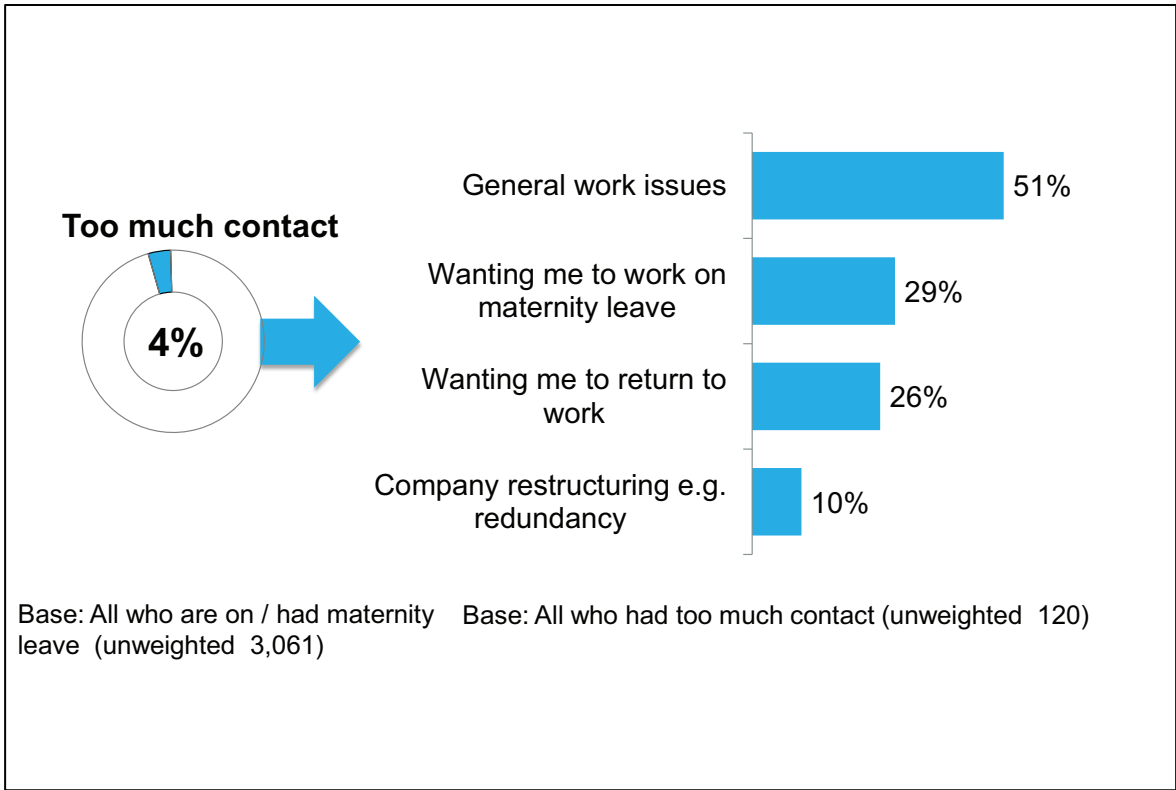 Too much contact
4%
General work issues
51%
Wanting me to work on
maternity leave
29%
Wanting me to return to
work
26%
Company restructuring e.g.
redundancy
10%
Base: All who are on / had maternity
leave (unweighted 3,061)
Base: All who had too much contact (unweighted 120)